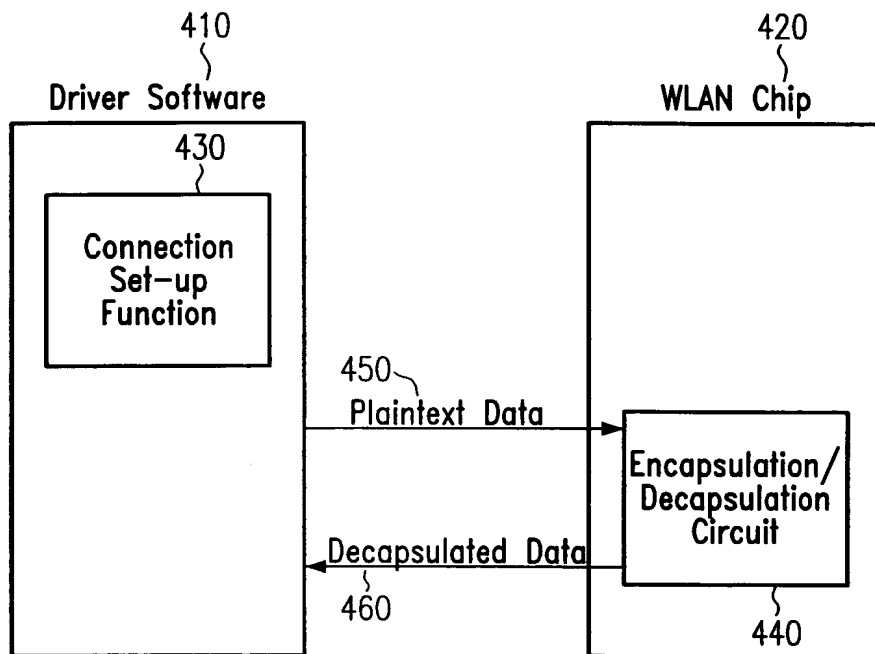 410
Driver Software
420
WLAN Chip
430
Connection
Set-up
Function
450
Plaintext Data
Encapsulation/
Decapsulation
Circuit
Decapsulated Data
460
440